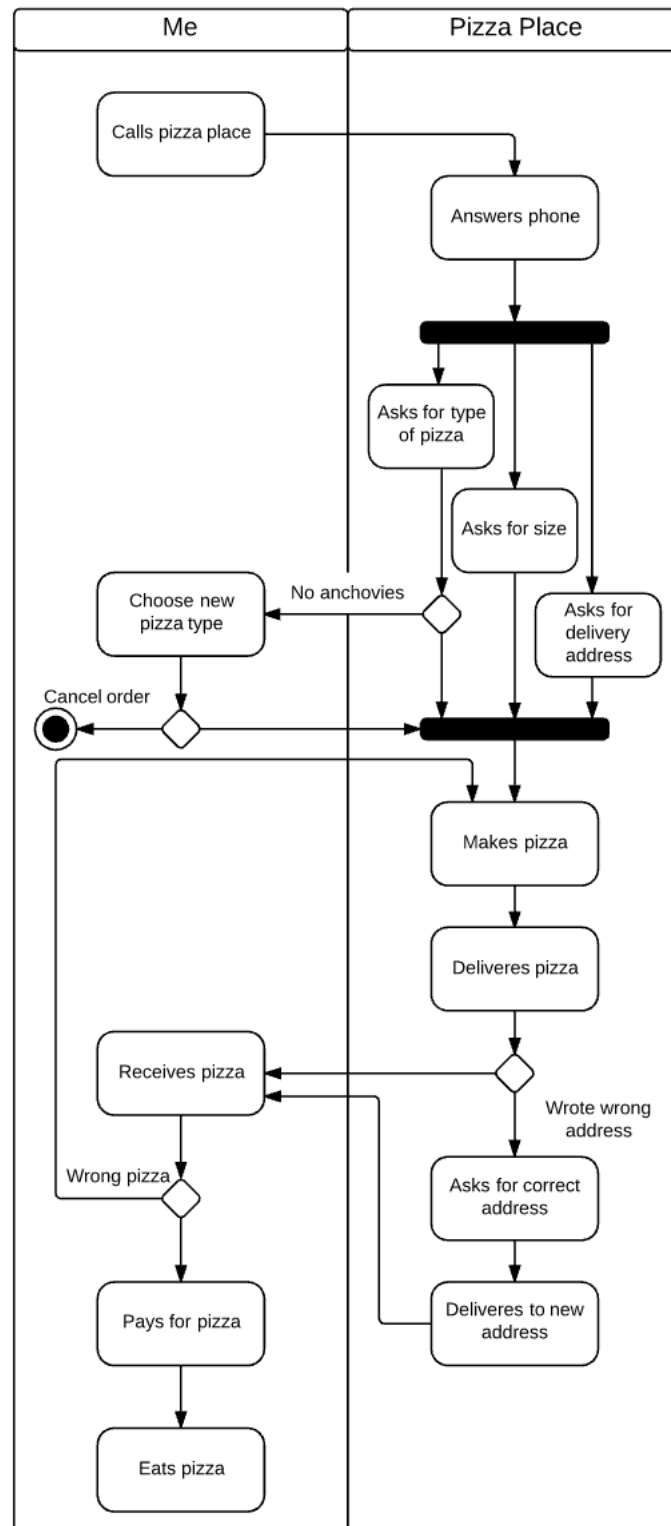 Me
Pizza Place
Calls pizza place
Answers phone
Asks for type
of pizza
Asks for size
No anchovies
Choose new
pizza type
Asks for
delivery
address
Cancel order
Makes pizza
Deliveres pizza
Receives pizza
Wrote wrong
address
Wrong pizza
Asks for correct
address
Pays for pizza
Deliveres to new
address
Eats pizza